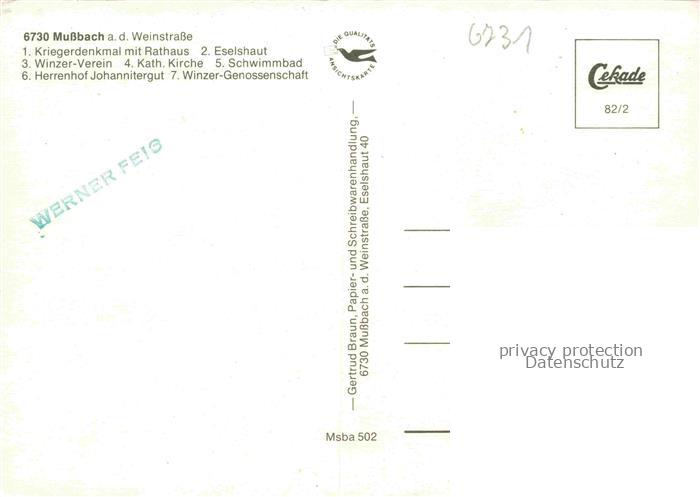 6730 Mußbach a. d. Weinstraße
1. Kriegerdenkmal mit Rathaus 2. Eselshaut
3. Winzer-Verein 4. Kath. Kirche 5. Schwimmbad
6. Herrenhof Johannitergut 7. Winzer-Genossenschaft
DIE QUALITÄTS
ANSICHTSKARTE
6731
Cekade
82/2
WERNER FEIG
—Gertrud Braun, Papier- und Schreibwarenhandlung,—
6730 Mußbach a. d. Weinstraße, Eselshaut 40
privacy protection
Datenschutz
Msba 502